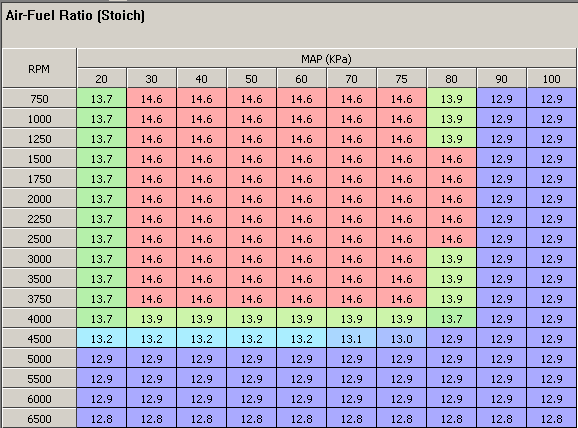 Air-Fuel Ratio (Stoich)
RPM MAP (KPa)
20 30 40 50 60 70 75 80 90 100
750 13.7 14.6 14.6 14.6 14.6 14.6 14.6 13.9 12.9 12.9
1000 13.7 14.6 14.6 14.6 14.6 14.6 14.6 13.9 12.9 12.9
1250 13.7 14.6 14.6 14.6 14.6 14.6 14.6 13.9 12.9 12.9
1500 13.7 14.6 14.6 14.6 14.6 14.6 14.6 14.6 12.9 12.9
1750 13.7 14.6 14.6 14.6 14.6 14.6 14.6 14.6 12.9 12.9
2000 13.7 14.6 14.6 14.6 14.6 14.6 14.6 14.6 12.9 12.9
2250 13.7 14.6 14.6 14.6 14.6 14.6 14.6 14.6 12.9 12.9
2500 13.7 14.6 14.6 14.6 14.6 14.6 14.6 14.6 12.9 12.9
3000 13.7 14.6 14.6 14.6 14.6 14.6 14.6 13.9 12.9 12.9
3500 13.7 14.6 14.6 14.6 14.6 14.6 14.6 13.9 12.9 12.9
3750 13.7 14.6 14.6 14.6 14.6 14.6 14.6 13.9 12.9 12.9
4000 13.7 13.9 13.9 13.9 13.9 13.9 13.9 13.7 12.9 12.9
4500 13.2 13.2 13.2 13.2 13.2 13.1 13.0 12.9 12.9 12.9
5000 12.9 12.9 12.9 12.9 12.9 12.9 12.9 12.9 12.9 12.9
5500 12.9 12.9 12.9 12.9 12.9 12.9 12.9 12.9 12.9 12.9
6000 12.9 12.9 12.9 12.9 12.9 12.9 12.9 12.9 12.9 12.9
6500 12.8 12.8 12.8 12.8 12.8 12.8 12.8 12.8 12.8 12.8